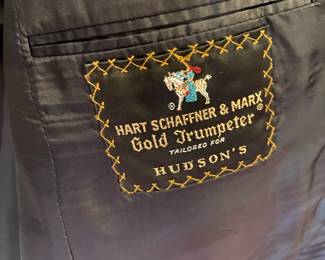 ® ®
HART SCHAFFNER & MARX
Gold Trumpeter
TAILORED FOR
HUDSON'S